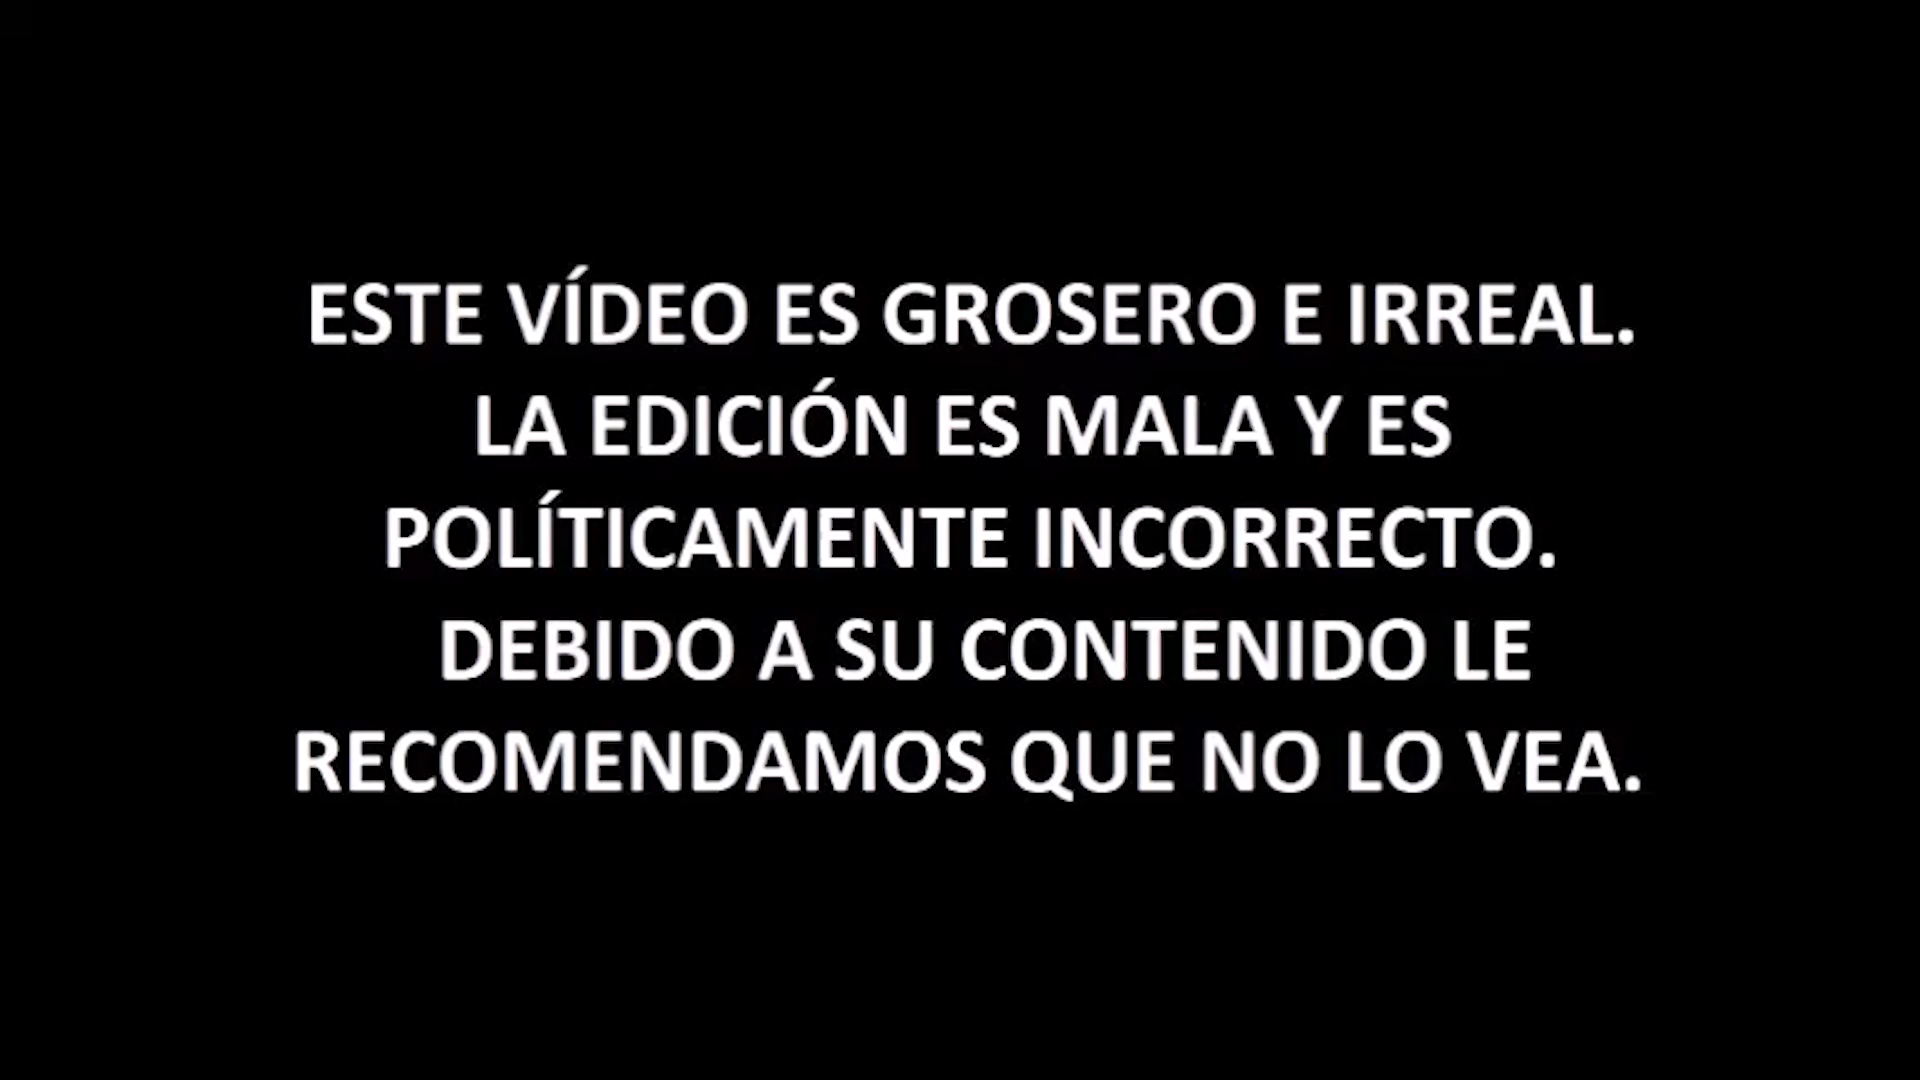 ESTE VÍDEO ES GROSERO E IRREAL.
LA EDICIÓN ES MALA Y ES
POLÍTICAMENTE INCORRECTO.
DEBIDO A SU CONTENIDO LE
RECOMENDAMOS QUE NO LO VEA.